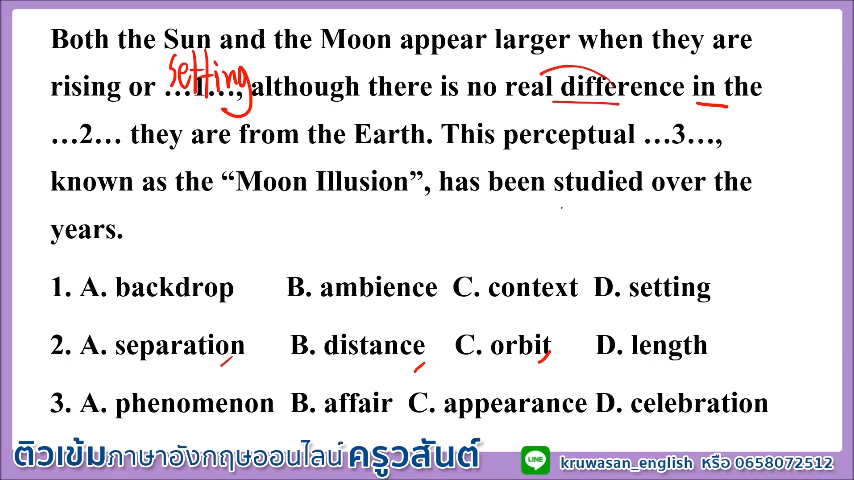 Both the Sun and the Moon appear larger when they are
setting
rising or …1…, although there is no real difference in the
…2… they are from the Earth. This perceptual …3…,
known as the “Moon Illusion”, has been studied over the
years.
1. A. backdrop B. ambience C. context D. setting
2. A. separation B. distance C. orbit D. length
3. A. phenomenon B. affair C. appearance D. celebration
ติวเข้มภาษาอังกฤษออนไลน์ ครูวสันต์ LINE kruwasan_english หรือ 0658072512